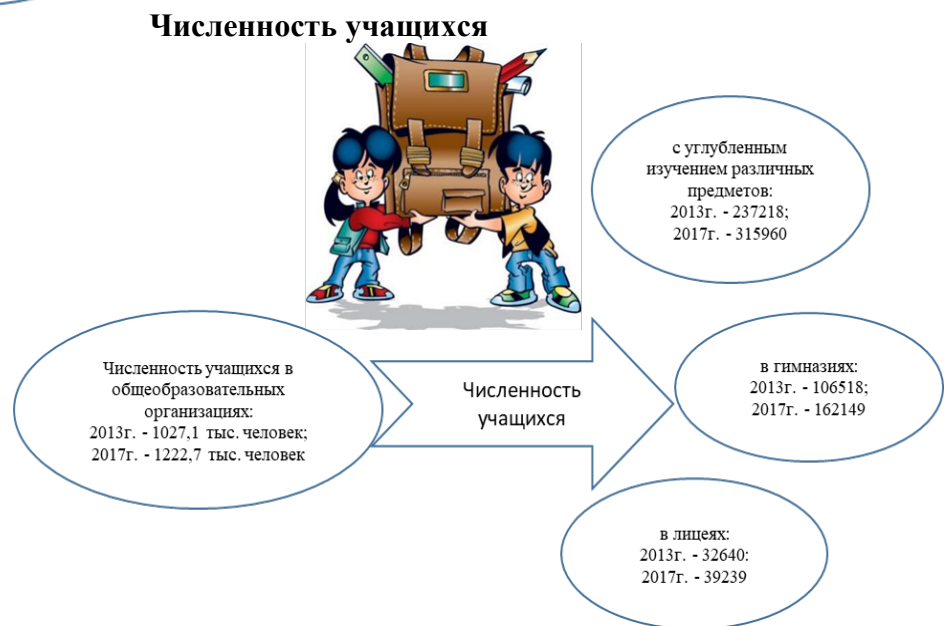 Численность учащихся
с углубленным
изучением различных
предметов:
2013г. - 237218;
2017г. - 315960
Численность учащихся в
общеобразовательных
организациях:
2013г. - 1027,1 тыс. человек;
2017г. - 1222,7 тыс. человек
Численность
учащихся
в гимназиях:
2013г. - 106518;
2017г. - 162149
в лицеях:
2013г. - 32640:
2017г. - 39239